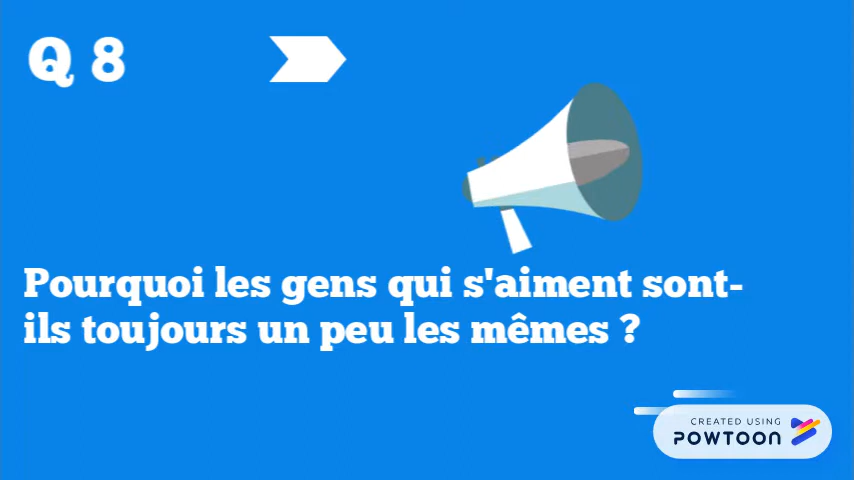 Q 8
Pourquoi les gens qui s'aiment sont-
ils toujours un peu les mêmes ?
CREATED USING
POWTOON